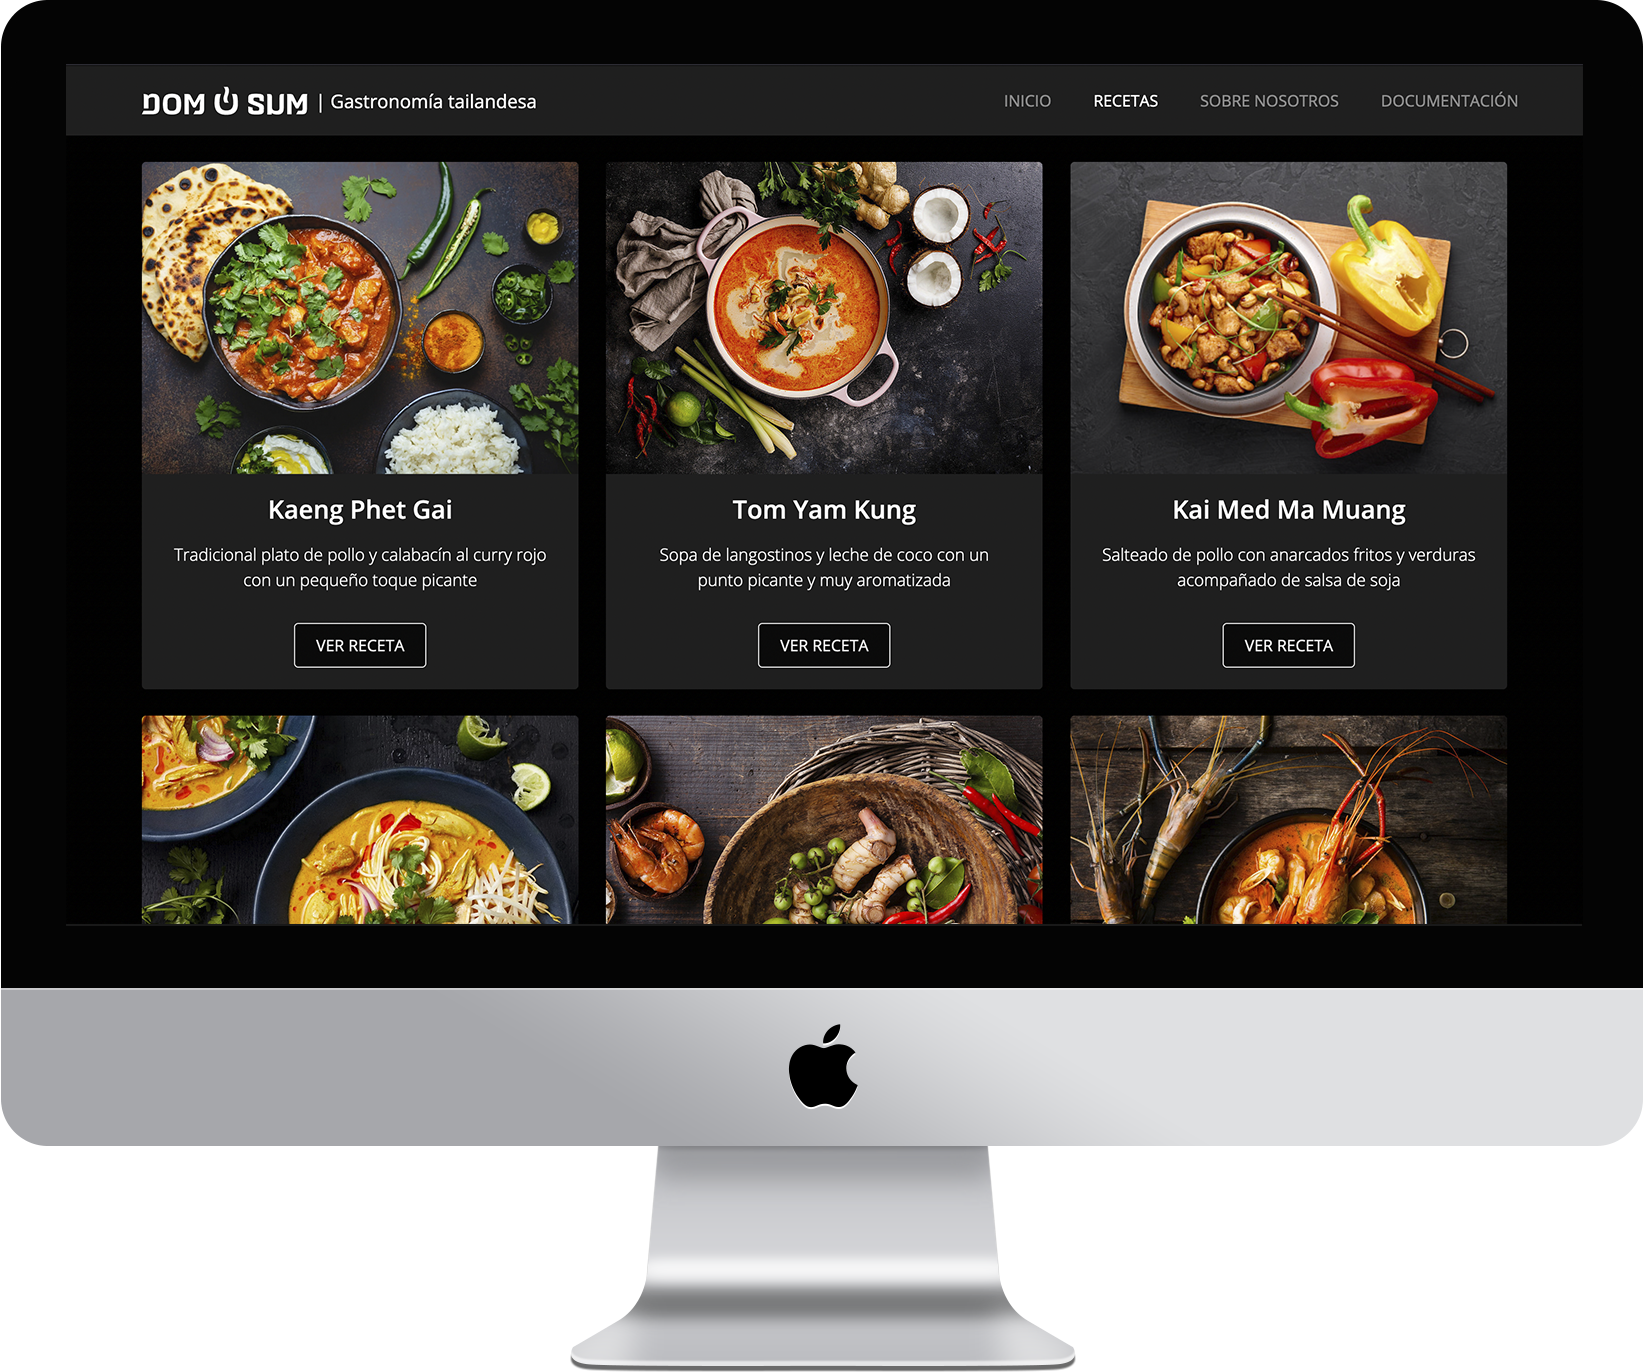 DOM SUM | Gastronomía tailandesa
INICIO
RECETAS
SOBRE NOSOTROS
DOCUMENTACIÓN
Kaeng Phet Gai
Tradicional plato de pollo y calabacín al curry rojo
con un pequeño toque picante
VER RECETA
Tom Yam Kung
Sopa de langostinos y leche de coco con un
punto picante y muy aromatizada
VER RECETA
Kai Med Ma Muang
Salteado de pollo con anarcados fritos y verduras
acompañado de salsa de soja
VER RECETA